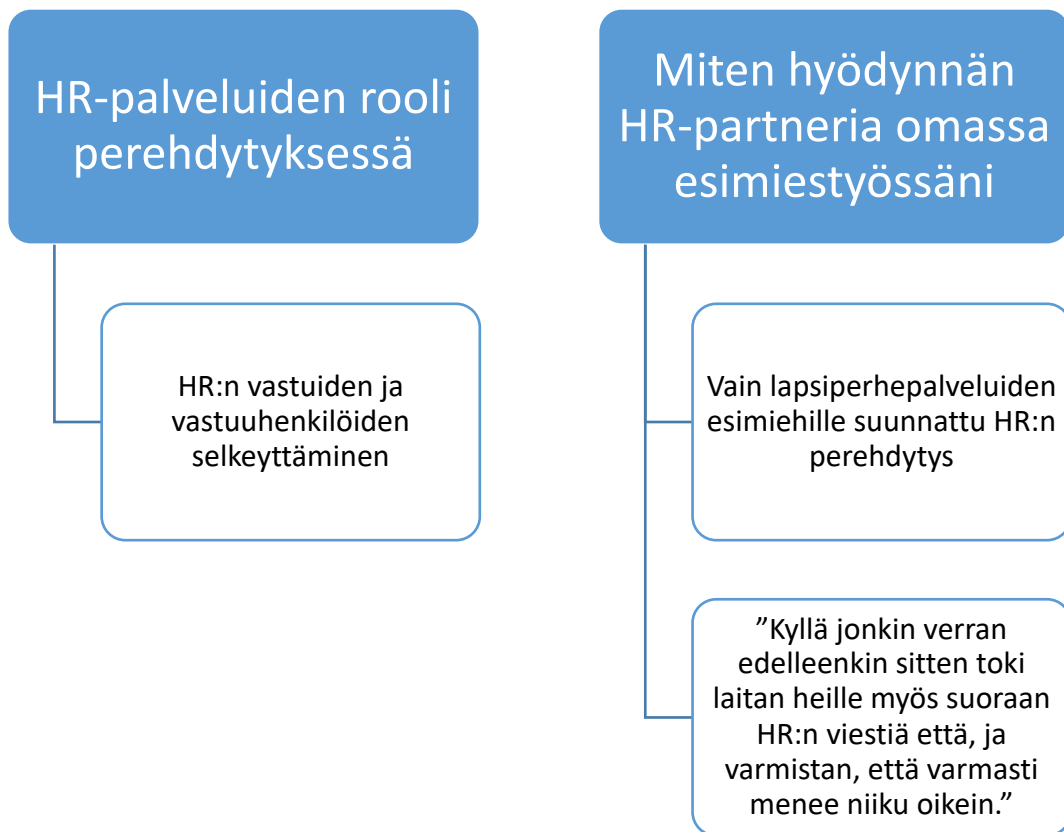 HR-palveluiden rooli
perehdytyksessä
HR:n vastuiden ja
vastuuhenkilöiden
selkeyttäminen
Miten hyödynnän
HR-partneria omassa
esimiestyössäni
Vain lapsiperhepalveluiden
esimiehille suunnattu HR:n
perehdytys
”Kyllä jonkin verran
edelleenkin sitten toki
laitan heille myös suoraan
HR:n viestiä että, ja
varmistan, että varmasti
menee niiku oikein.”